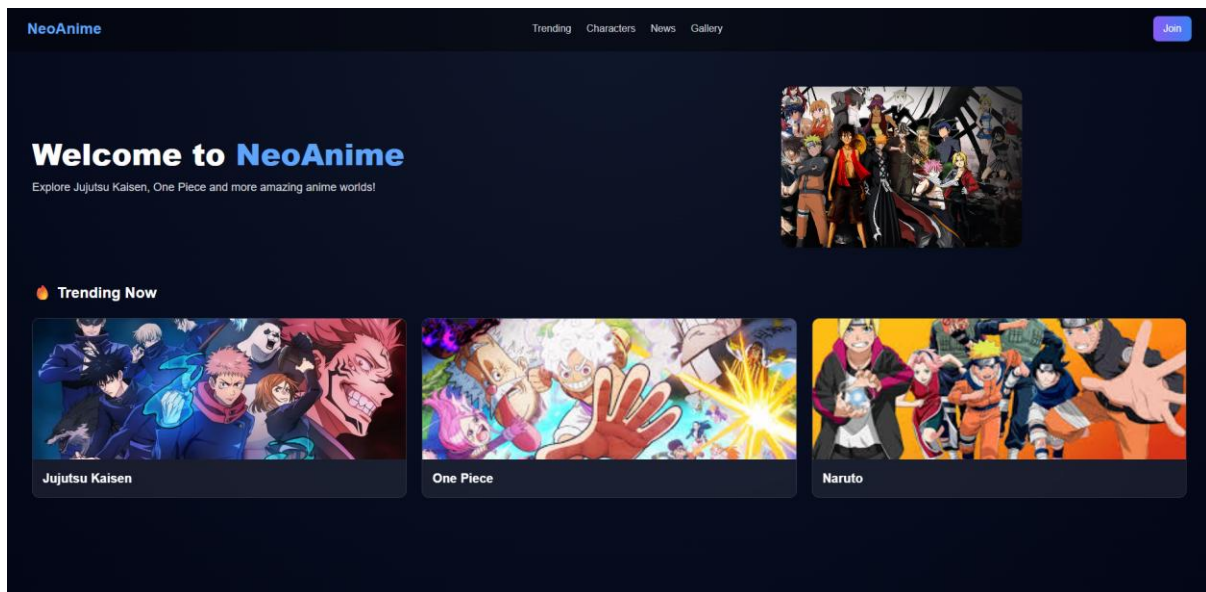 NeoAnime
Trending Characters News Gallery
Join
Welcome to NeoAnime
Explore Jujutsu Kaisen, One Piece and more amazing anime worlds!
🔥 Trending Now
Jujutsu Kaisen
One Piece
Naruto